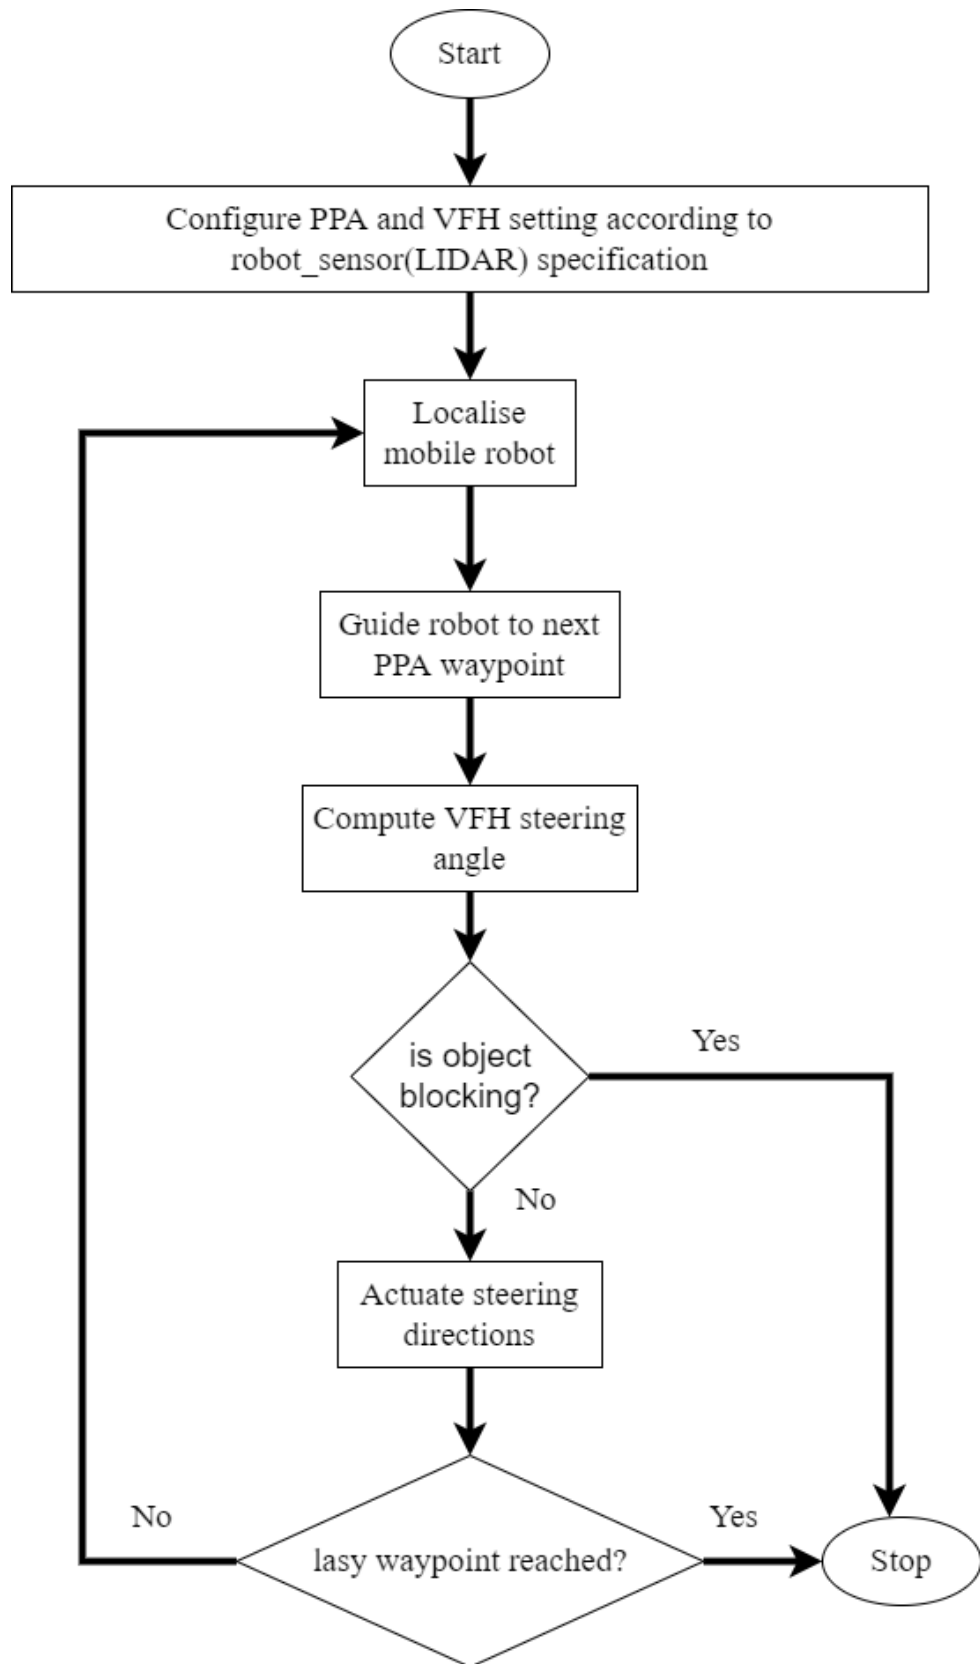 Start
Configure PPA and VFH setting according to
robot_sensor(LIDAR) specification
Localise
mobile robot
Guide robot to next
PPA waypoint
Compute VFH steering
angle
is object
blocking?
Yes
No
Actuate steering
directions
No
lasy waypoint reached?
Yes
Stop